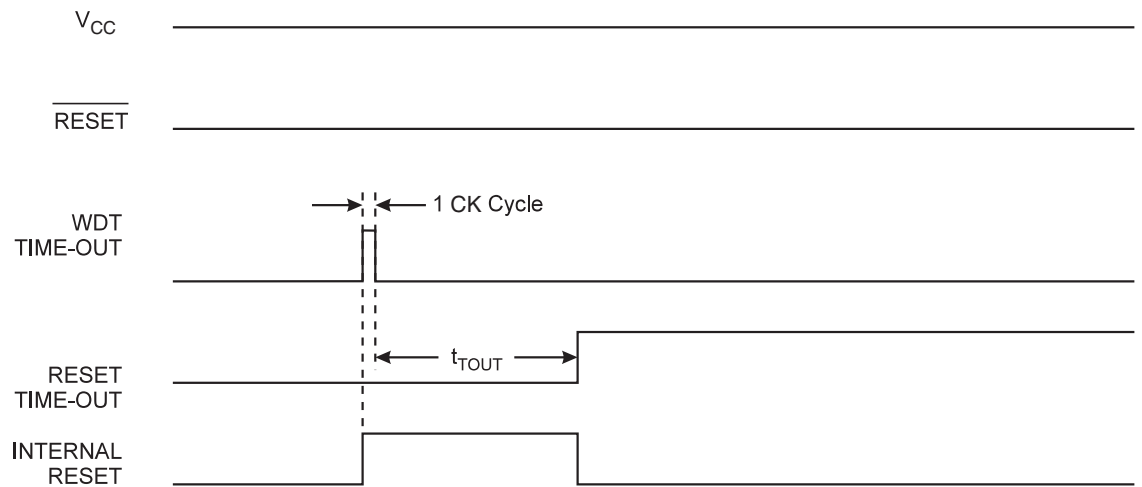 VCC
RESET
1 CK Cycle
WDT
TIME-OUT
tTOUT
RESET
TIME-OUT
INTERNAL
RESET